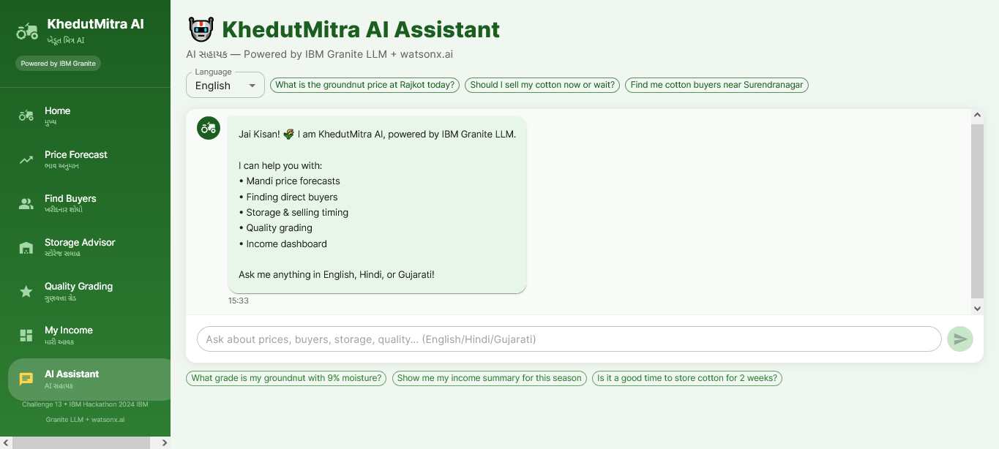 KhedutMitra AI
ખેડૂત મિત્ર AI
Powered by IBM Granite
Home
મુખ્ય
Price Forecast
ભાવ અનુમાન
Find Buyers
ખરીદનાર શોધો
Storage Advisor
સ્ટોરેજ સલાહ
Quality Grading
ગુણવત્તા ગ્રેડ
My Income
મારી આવક
AI Assistant
AI સહાયક
Challenge 13 • IBM Hackathon 2024 IBM
Granite LLM + watsonx.ai
KhedutMitra AI Assistant
AI સહાયક — Powered by IBM Granite LLM + watsonx.ai
Language
English
What is the groundnut price at Rajkot today?
Should I sell my cotton now or wait?
Find me cotton buyers near Surendranagar
Jai Kisan! 🌾 I am KhedutMitra AI, powered by IBM Granite LLM.
I can help you with:
• Mandi price forecasts
• Finding direct buyers
• Storage & selling timing
• Quality grading
• Income dashboard
Ask me anything in English, Hindi, or Gujarati!
15:33
Ask about prices, buyers, storage, quality... (English/Hindi/Gujarati)
What grade is my groundnut with 9% moisture?
Show me my income summary for this season
Is it a good time to store cotton for 2 weeks?